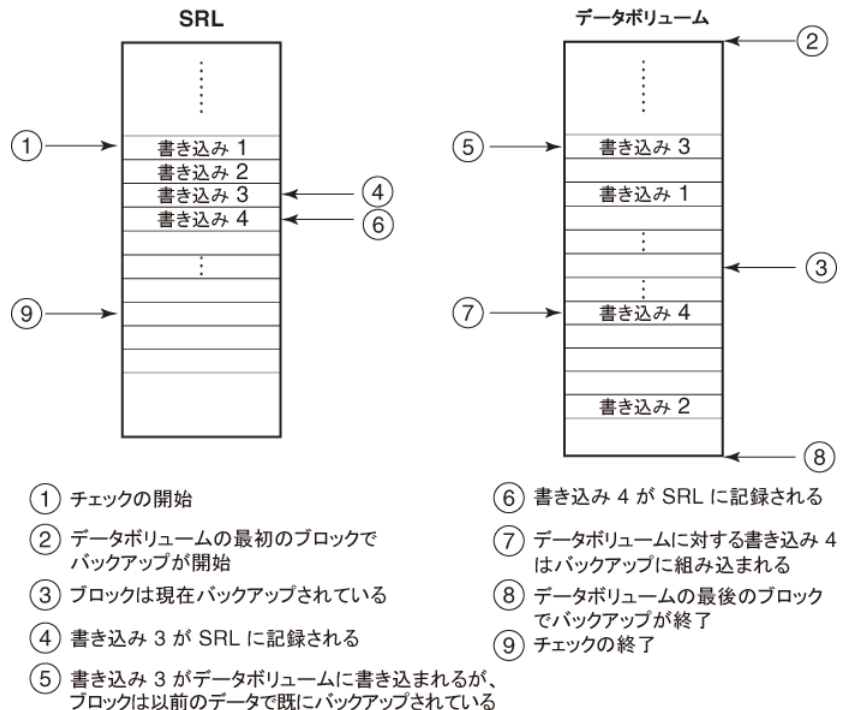 SRL
データボリューム
②
①
書き込み 1
書き込み 2
書き込み 3
④
書き込み 4
⑥
⑨
⑤
書き込み 3
書き込み 1
③
⑦
書き込み 4
書き込み 2
⑧
① チェックの開始
② データボリュームの最初のブロックで
バックアップが開始
③ ブロックは現在バックアップされている
④ 書き込み 3 が SRL に記録される
⑤ 書き込み 3 がデータボリュームに書き込まれるが、
ブロックは以前のデータで既にバックアップされている
⑥ 書き込み 4 が SRL に記録される
⑦ データボリュームに対する書き込み 4
はバックアップに組み込まれる
⑧ データボリュームの最後のブロック
でバックアップが終了
⑨ チェックの終了